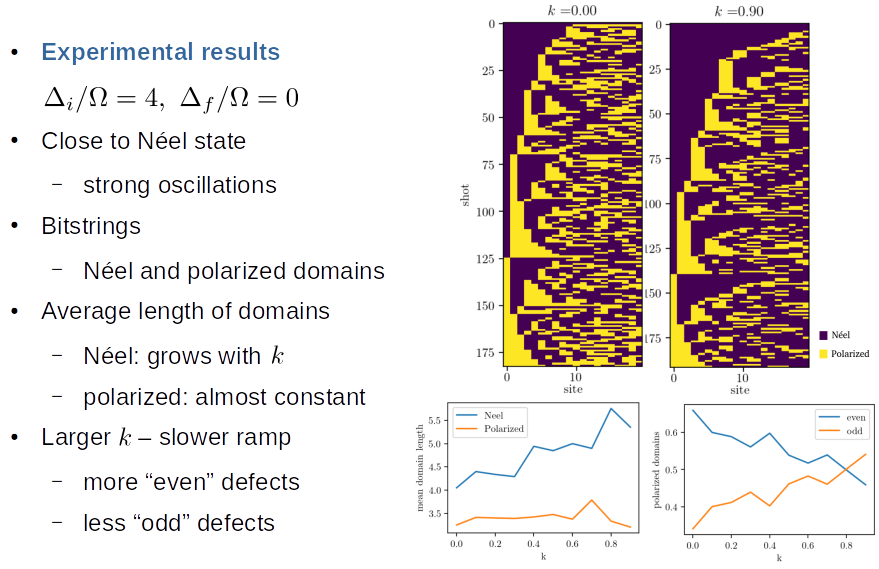 • Experimental results
Δᵢ/Ω = 4, Δ_f/Ω = 0
• Close to Néel state
– strong oscillations
• Bitstrings
– Néel and polarized domains
• Average length of domains
– Néel: grows with k
– polarized: almost constant
• Larger k – slower ramp
– more “even” defects
– less “odd” defects
k =0.00
0
25
50
75
100
125
150
175
shot
0 10
site
k =0.90
0
25
50
75
100
125
150
175
0 10
site
Néel
Polarized
Neel
Polarized
5.5
5.0
4.5
4.0
3.5
mean domain length
0.0 0.2 0.4 0.6 0.8
k
even
odd
0.6
0.5
0.4
polarized domains
0.0 0.2 0.4 0.6 0.8
k